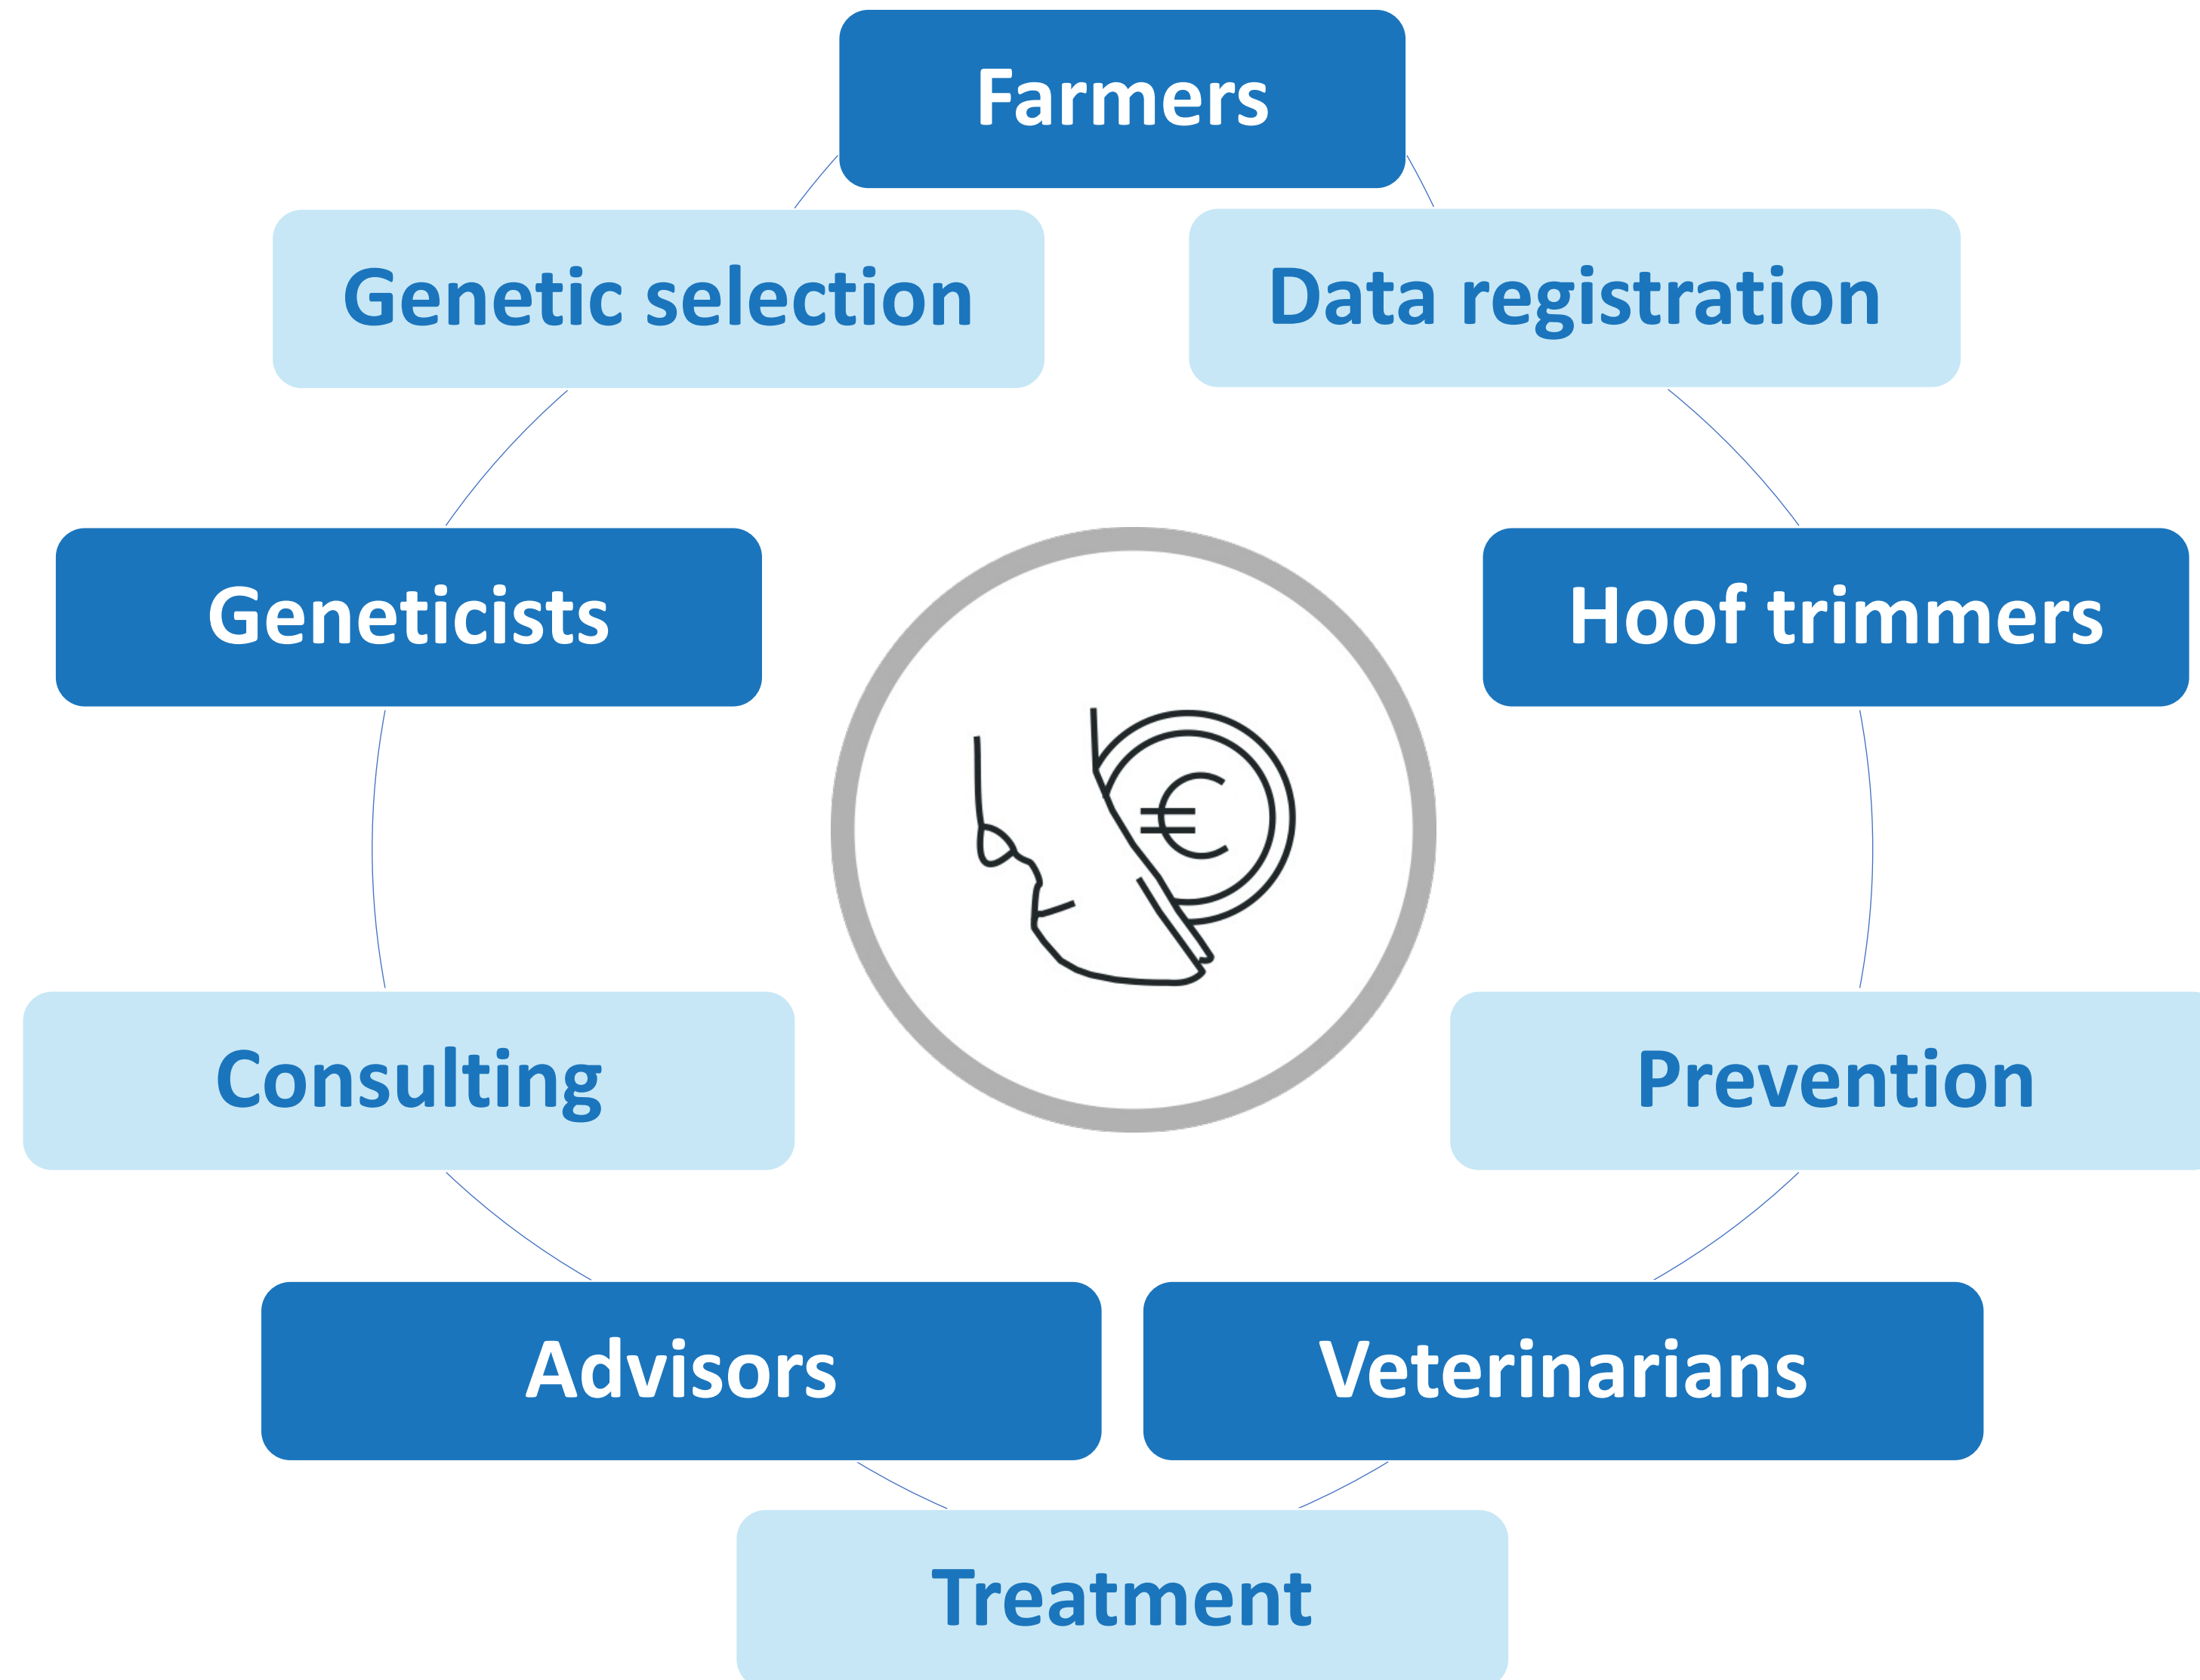 Farmers
Genetic selection
Data registration
Geneticists
Hoof trimmers
€
Consulting
Prevention
Advisors
Veterinarians
Treatment